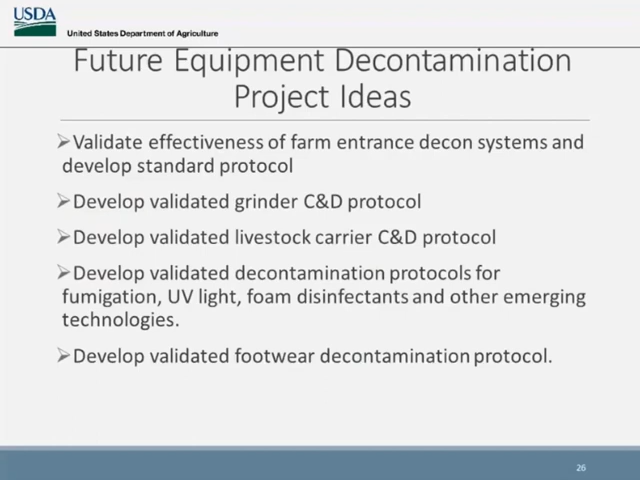 USDA
United States Department of Agriculture
Future Equipment Decontamination
Project Ideas
➢Validate effectiveness of farm entrance decon systems and
develop standard protocol
➢Develop validated grinder C&D protocol
➢Develop validated livestock carrier C&D protocol
➢Develop validated decontamination protocols for
fumigation, UV light, foam disinfectants and other emerging
technologies.
➢Develop validated footwear decontamination protocol.
26